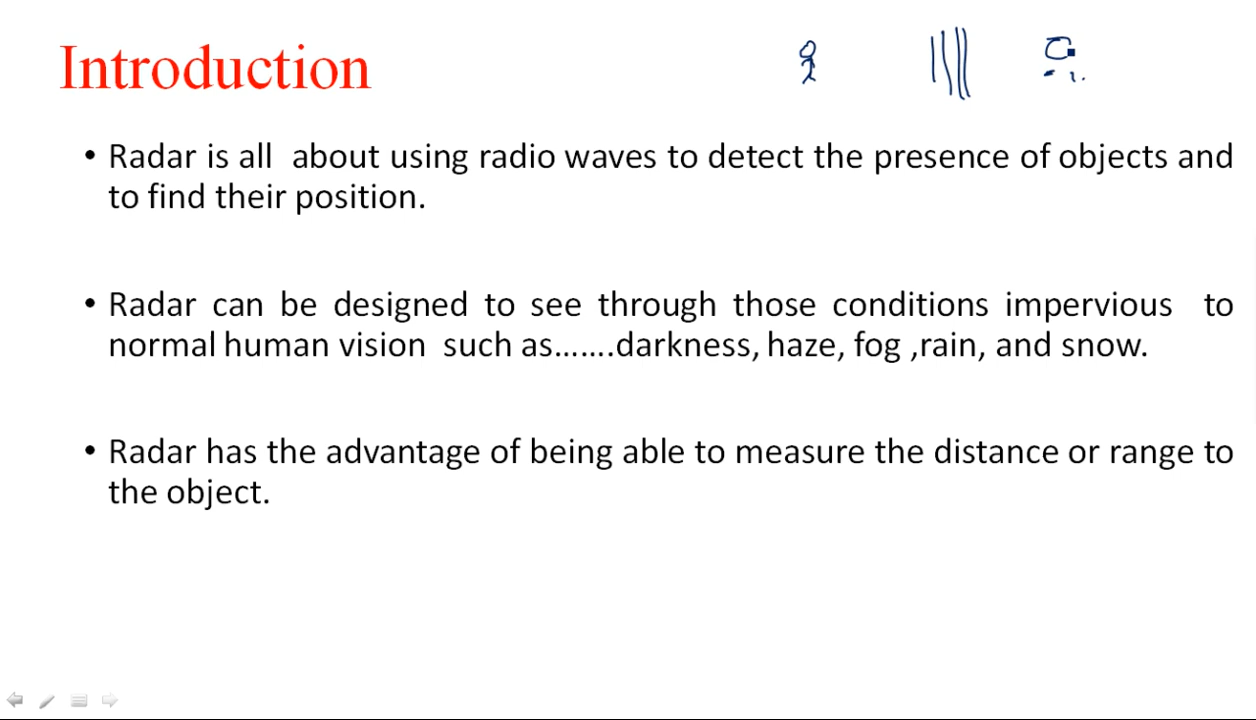 Introduction
• Radar is all about using radio waves to detect the presence of objects and
to find their position.
• Radar can be designed to see through those conditions impervious to
normal human vision such as…….darkness, haze, fog ,rain, and snow.
• Radar has the advantage of being able to measure the distance or range to
the object.